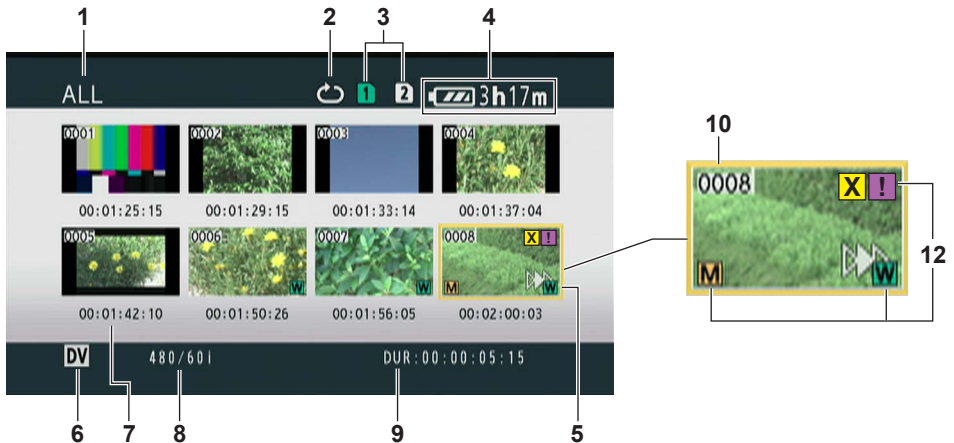 1 2 3 4
ALL 1 2 3h17m
0001 0002 0003 0004
00:01:25:15 00:01:29:15 00:01:33:14 00:01:37:04
0005 0006 W 0007 W 0008 X ! M W
00:01:42:10 00:01:50:26 00:01:56:05 00:02:00:03
DV 480/60i DUR:00:00:05:15
6 7 8 9 5
10
0008 X !
M W
12